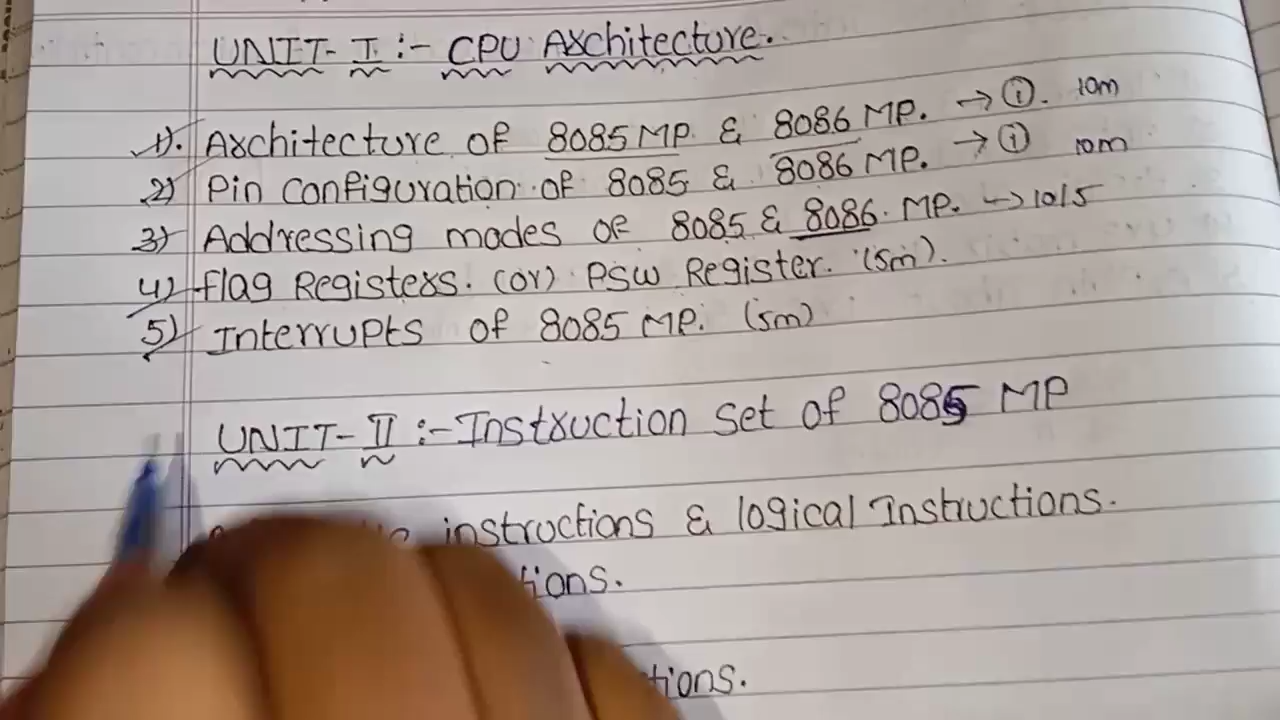 UNIT- I :- CPU Architecture.
1). Architecture of 8085 MP. & 8086 MP. → ①. 10m
2) Pin configuration of 8085 & 8086 MP. → ① 10m
3) Addressing modes of 8085 & 8086. MP. → 10/5
4) Flag Registers. (or) PSW Register. (5m).
5) Interrupts of 8085 MP. (5m)
UNIT- II :- Instruction set of 8085 MP
instructions & logical Instructions.